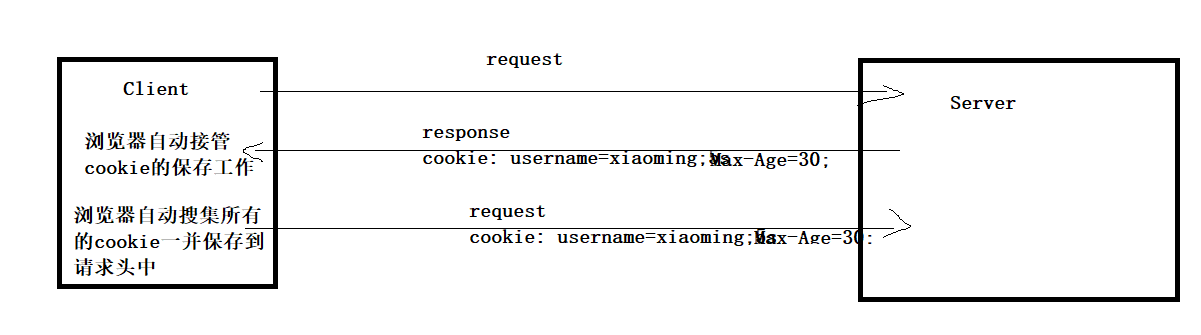 request
Client
Server
response
浏览器自动接管
cookie的保存工作
cookie: username=xiaoming; Max-Age=30;
浏览器自动搜集所有
的cookie一并保存到
请求头中
request
cookie: username=xiaoming; Max-Age=30;